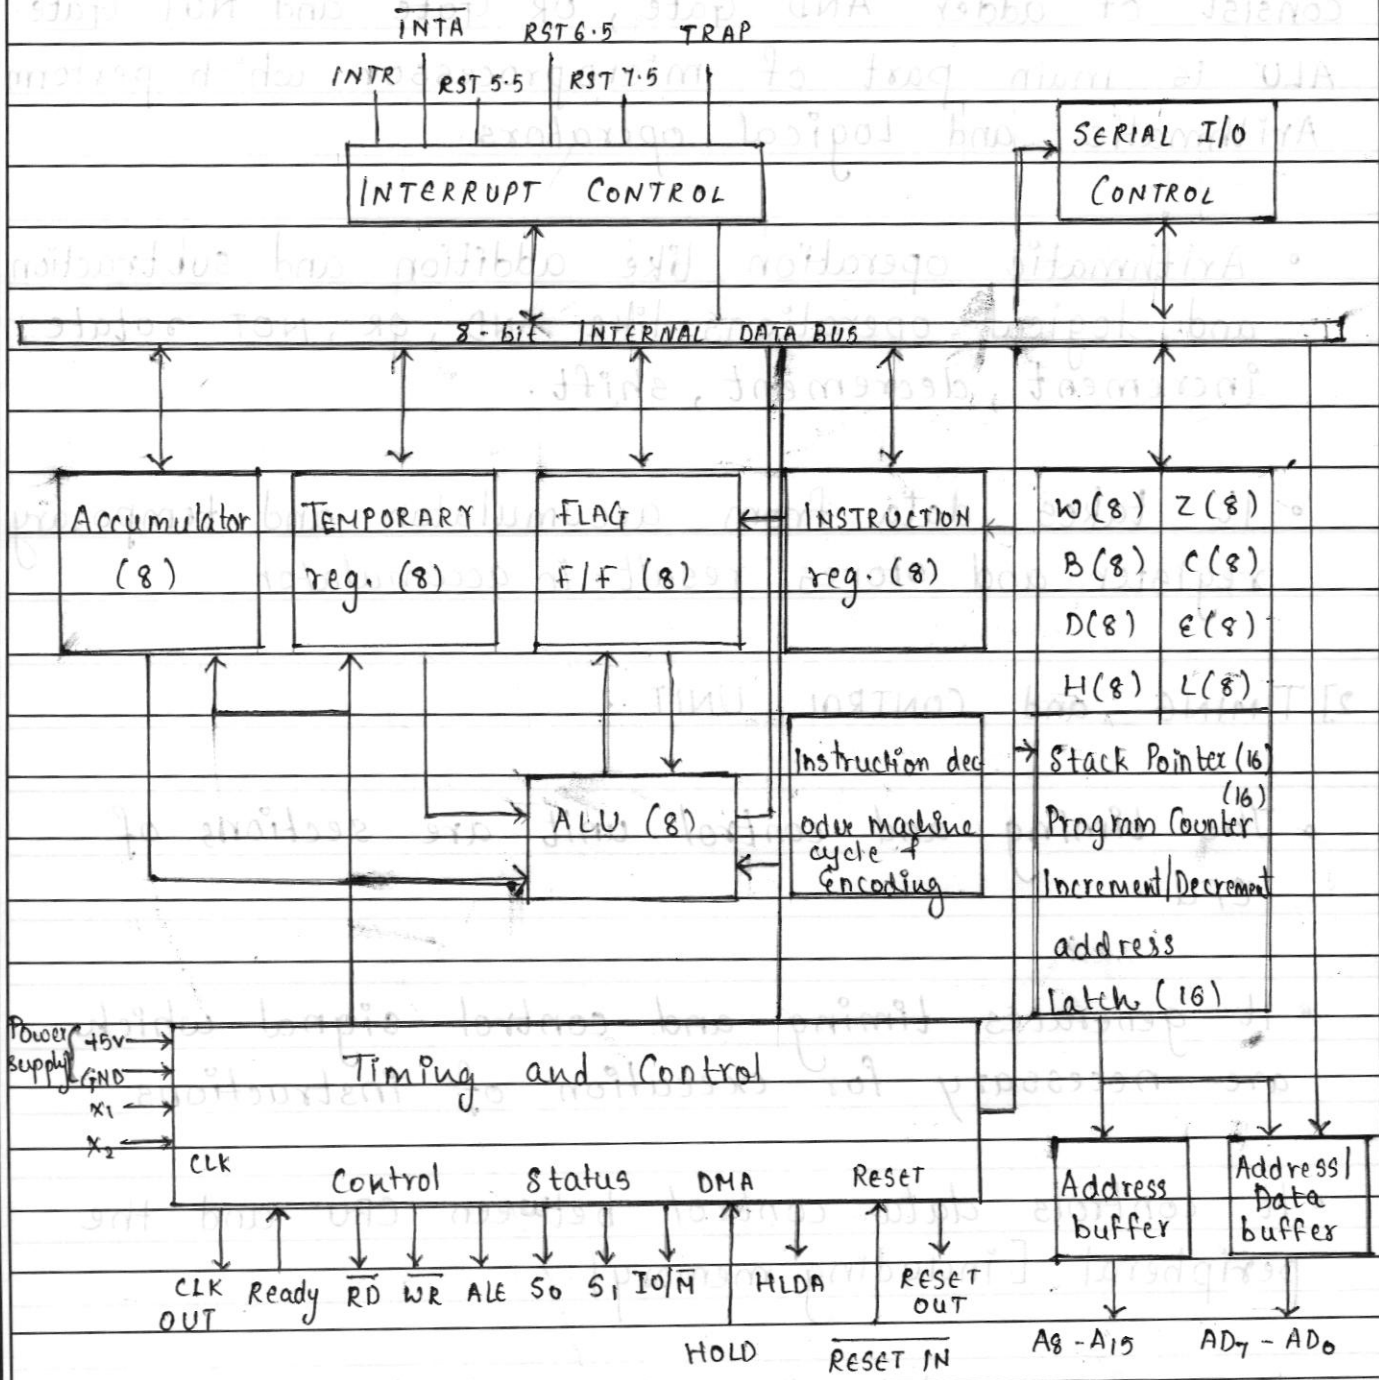 INTA RST 6.5 TRAP
INTR RST 5.5 RST 7.5
INTERRUPT CONTROL
SERIAL I/O
CONTROL
8-bit INTERNAL DATA BUS
Accumulator
(8)
TEMPORARY
reg. (8)
FLAG
F/F (8)
INSTRUCTION
reg. (8)
W(8) Z(8)
B(8) C(8)
D(8) E(8)
H(8) L(8)
Stack Pointer (16)
(16)
Program Counter
Increment/Decrement
address
Latch (16)
ALU (8)
Instruction dec
oder machine
cycle +
Encoding
Power
supply
+5v
GND
X1
X2
Timing and Control
CLK
Control Status DMA RESET
CLK
OUT
Ready RD WR ALE S0 S1 IO/M HLDA
RESET
OUT
HOLD RESET IN
Address
buffer
Address/
Data
buffer
A8 - A15 AD7 - AD0